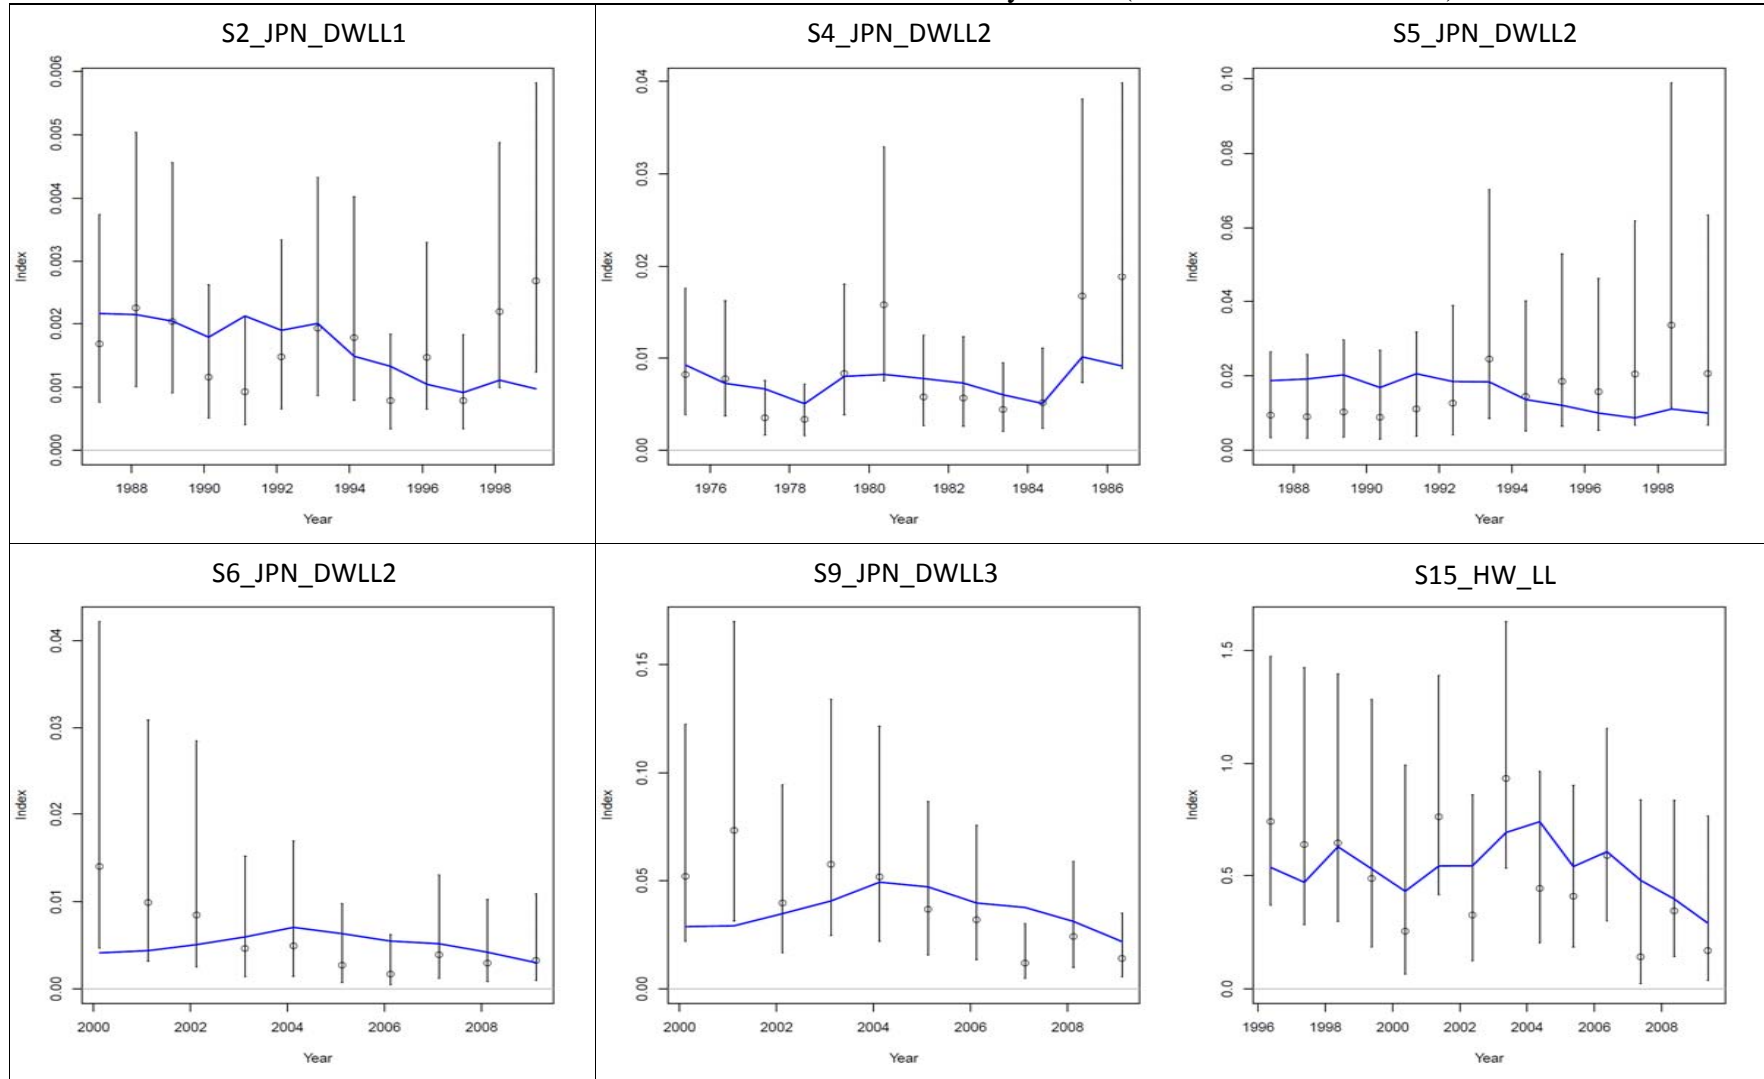 S2_JPN_DWLL1
S4_JPN_DWLL2
S5_JPN_DWLL2
Index
0.000 0.001 0.002 0.003 0.004 0.005 0.006
1988 1990 1992 1994 1996 1998
Year
Index
0.00 0.01 0.02 0.03 0.04
1976 1978 1980 1982 1984 1986
Year
Index
0.00 0.02 0.04 0.06 0.08 0.10
1988 1990 1992 1994 1996 1998
Year
S6_JPN_DWLL2
S9_JPN_DWLL3
S15_HW_LL
Index
0.00 0.01 0.02 0.03 0.04
2000 2002 2004 2006 2008
Year
Index
0.00 0.05 0.10 0.15
2000 2002 2004 2006 2008
Year
Index
0.0 0.5 1.0 1.5
1996 1998 2000 2002 2004 2006 2008
Year